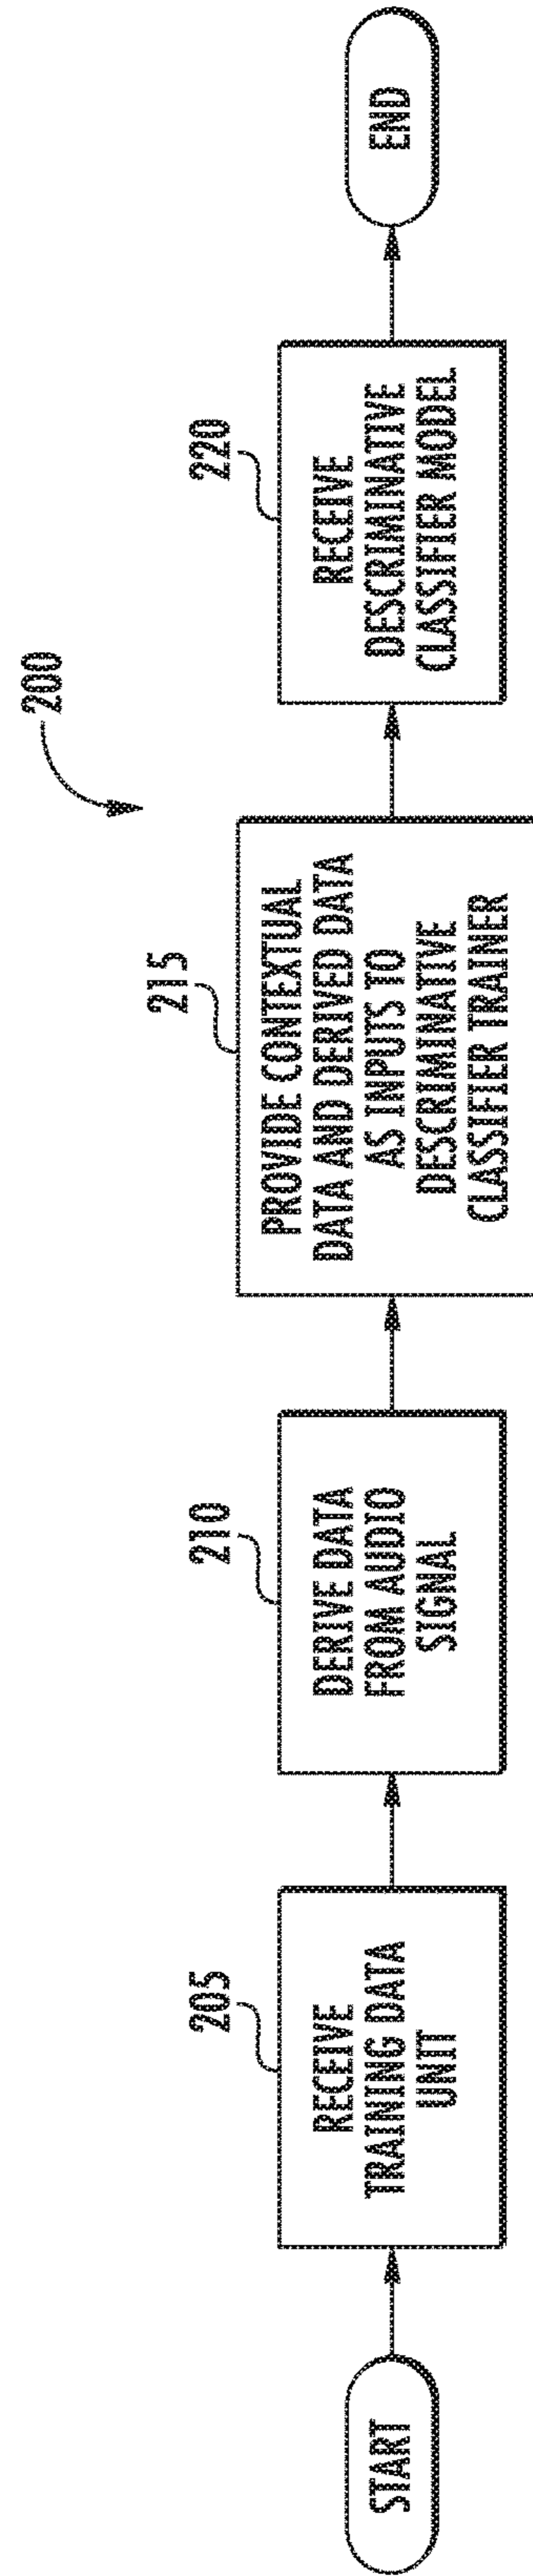 200
START
205
RECEIVE
TRAINING DATA
UNIT
210
DERIVE DATA
FROM AUDIO
SIGNAL
215
PROVIDE CONTEXTUAL
DATA AND DERIVED DATA
AS INPUTS TO
DESCRIMINATIVE
CLASSIFIER TRAINER
220
RECEIVE
DESCRIMINATIVE
CLASSIFIER MODEL
END